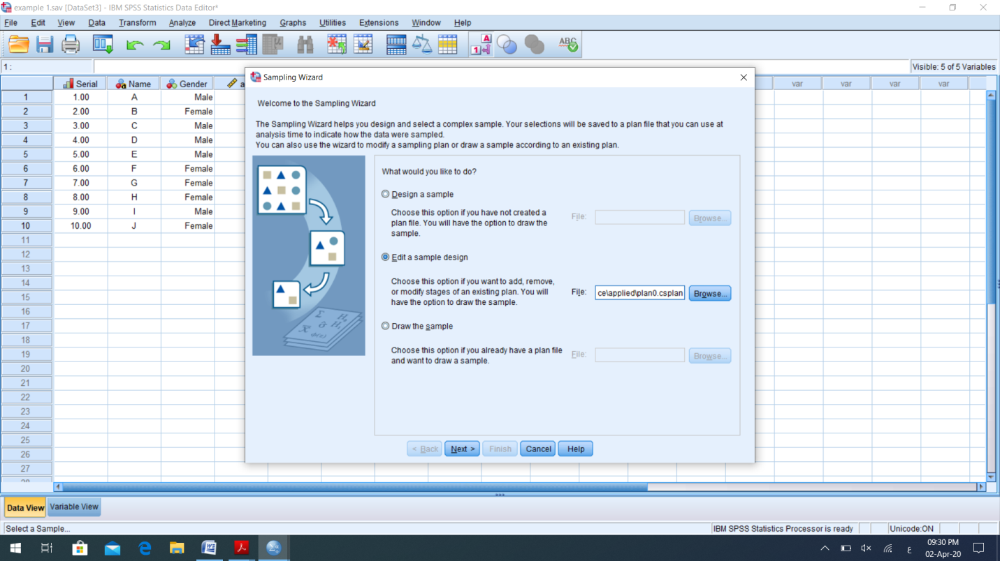 example 1.sav [DataSet3] - IBM SPSS Statistics Data Editor*
File Edit View Data Transform Analyze Direct Marketing Graphs Utilities Extensions Window Help
1 :
Visible: 5 of 5 Variables
Serial Name Gender a var var var var
1 1.00 A Male
2 2.00 B Female
3 3.00 C Male
4 4.00 D Male
5 5.00 E Male
6 6.00 F Female
7 7.00 G Female
8 8.00 H Female
9 9.00 I Male
10 10.00 J Female
11
12
13
14
15
16
17
18
19
20
21
22
23
24
25
26
27
28
Sampling Wizard
Welcome to the Sampling Wizard
The Sampling Wizard helps you design and select a complex sample. Your selections will be saved to a plan file that you can use at
analysis time to indicate how the data were sampled.
You can also use the wizard to modify a sampling plan or draw a sample according to an existing plan.
What would you like to do?
Design a sample
Choose this option if you have not created a
plan file. You will have the option to draw the
sample.
File: Browse...
Edit a sample design
Choose this option if you want to add, remove,
or modify stages of an existing plan. You will
have the option to draw the sample.
File: ce\applied\plan0.csplan Browse...
Draw the sample
Choose this option if you already have a plan file
and want to draw a sample.
File: Browse...
< Back Next > Finish Cancel Help
Data View Variable View
Select a Sample...
IBM SPSS Statistics Processor is ready Unicode:ON
ع
09:30 PM
02-Apr-20